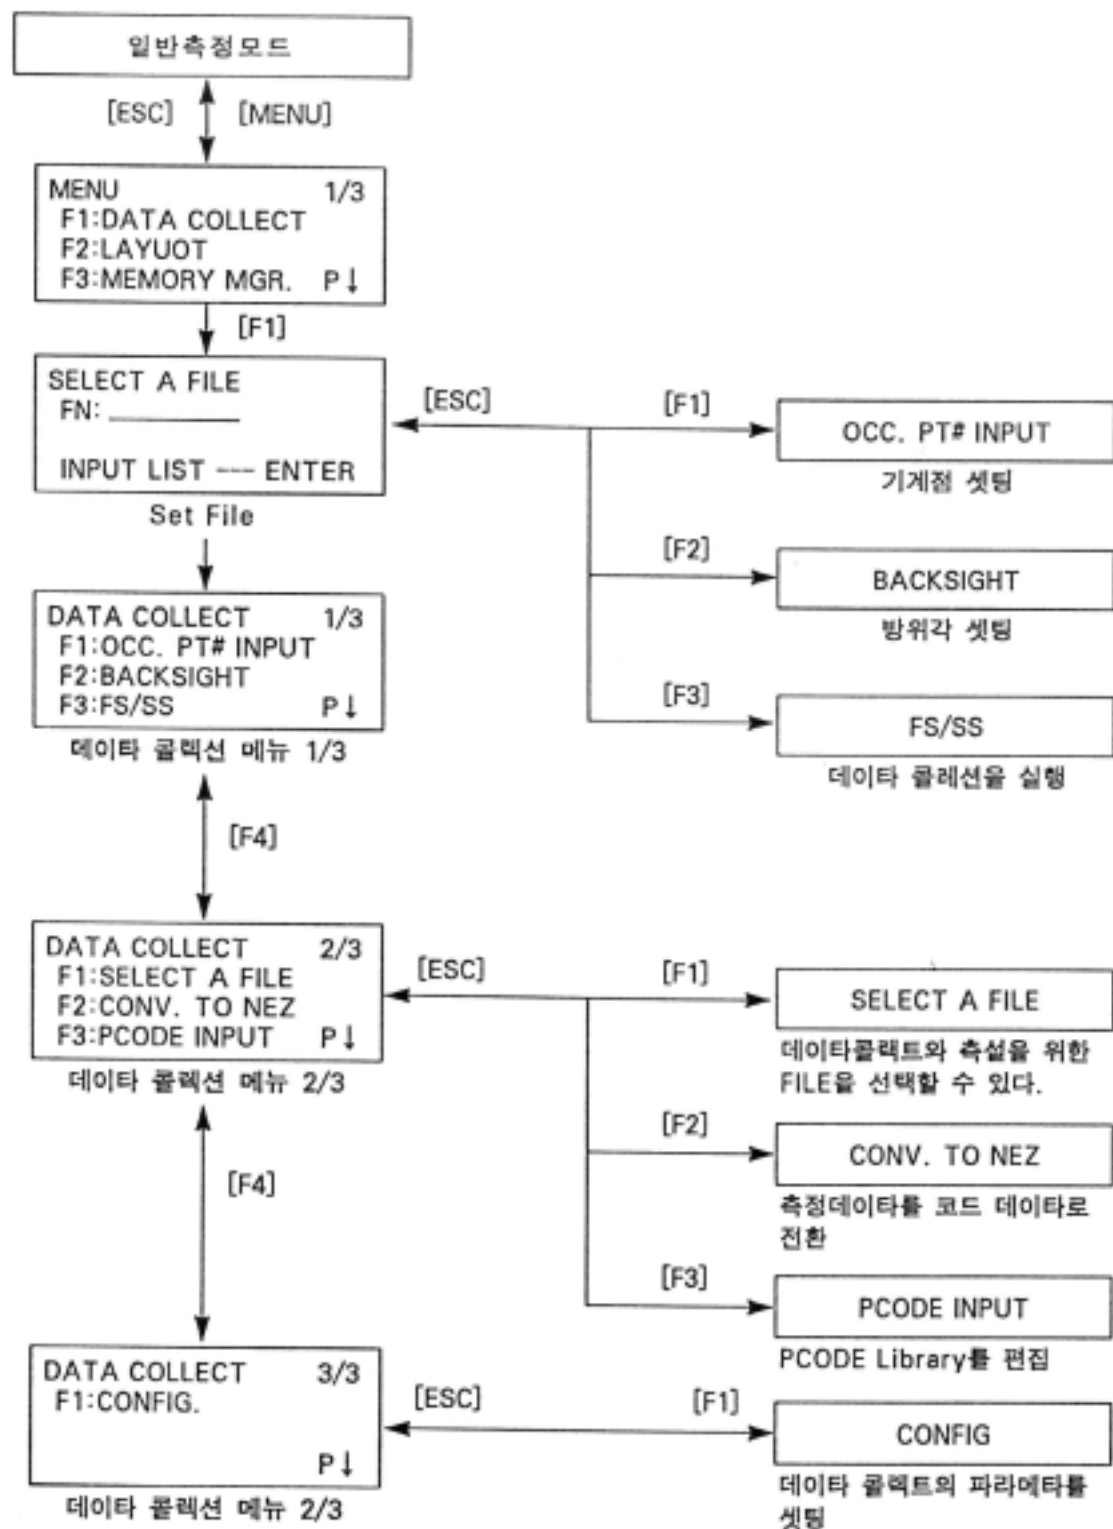 일반측정모드
[ESC] [MENU]
MENU 1/3
F1:DATA COLLECT
F2:LAYUOT
F3:MEMORY MGR. P↓
[F1]
SELECT A FILE
FN:
INPUT LIST --- ENTER
Set File
[ESC] [F1]
OCC. PT# INPUT
기계점 셋팅
[F2]
BACKSIGHT
방위각 셋팅
[F3]
FS/SS
데이타 콜레션을 실행
DATA COLLECT 1/3
F1:OCC. PT# INPUT
F2:BACKSIGHT
F3:FS/SS P↓
데이타 콜렉션 메뉴 1/3
[F4]
DATA COLLECT 2/3
F1:SELECT A FILE
F2:CONV. TO NEZ
F3:PCODE INPUT P↓
데이타 콜렉션 메뉴 2/3
[ESC] [F1]
SELECT A FILE
데이타콜랙트와 측설을 위한
FILE을 선택할 수 있다.
[F2]
CONV. TO NEZ
측정데이타를 코드 데이타로
전환
[F3]
PCODE INPUT
PCODE Library를 편집
[F4]
DATA COLLECT 3/3
F1:CONFIG.
P↓
데이타 콜렉션 메뉴 2/3
[ESC] [F1]
CONFIG
데이타 콜렉트의 파라메타를
셋팅